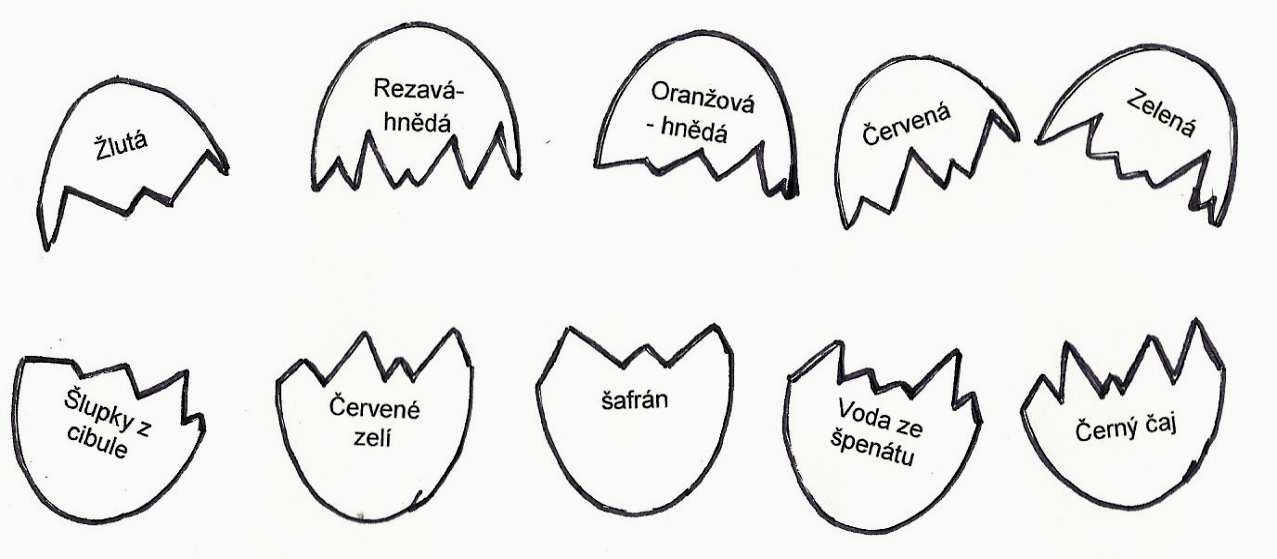 Žlutá
Rezavá-
hnědá
Oranžová
- hnědá
Červená
Zelená
Šlupky z
cibule
Červené
zelí
šafrán
Voda ze
špenátu
Černý čaj